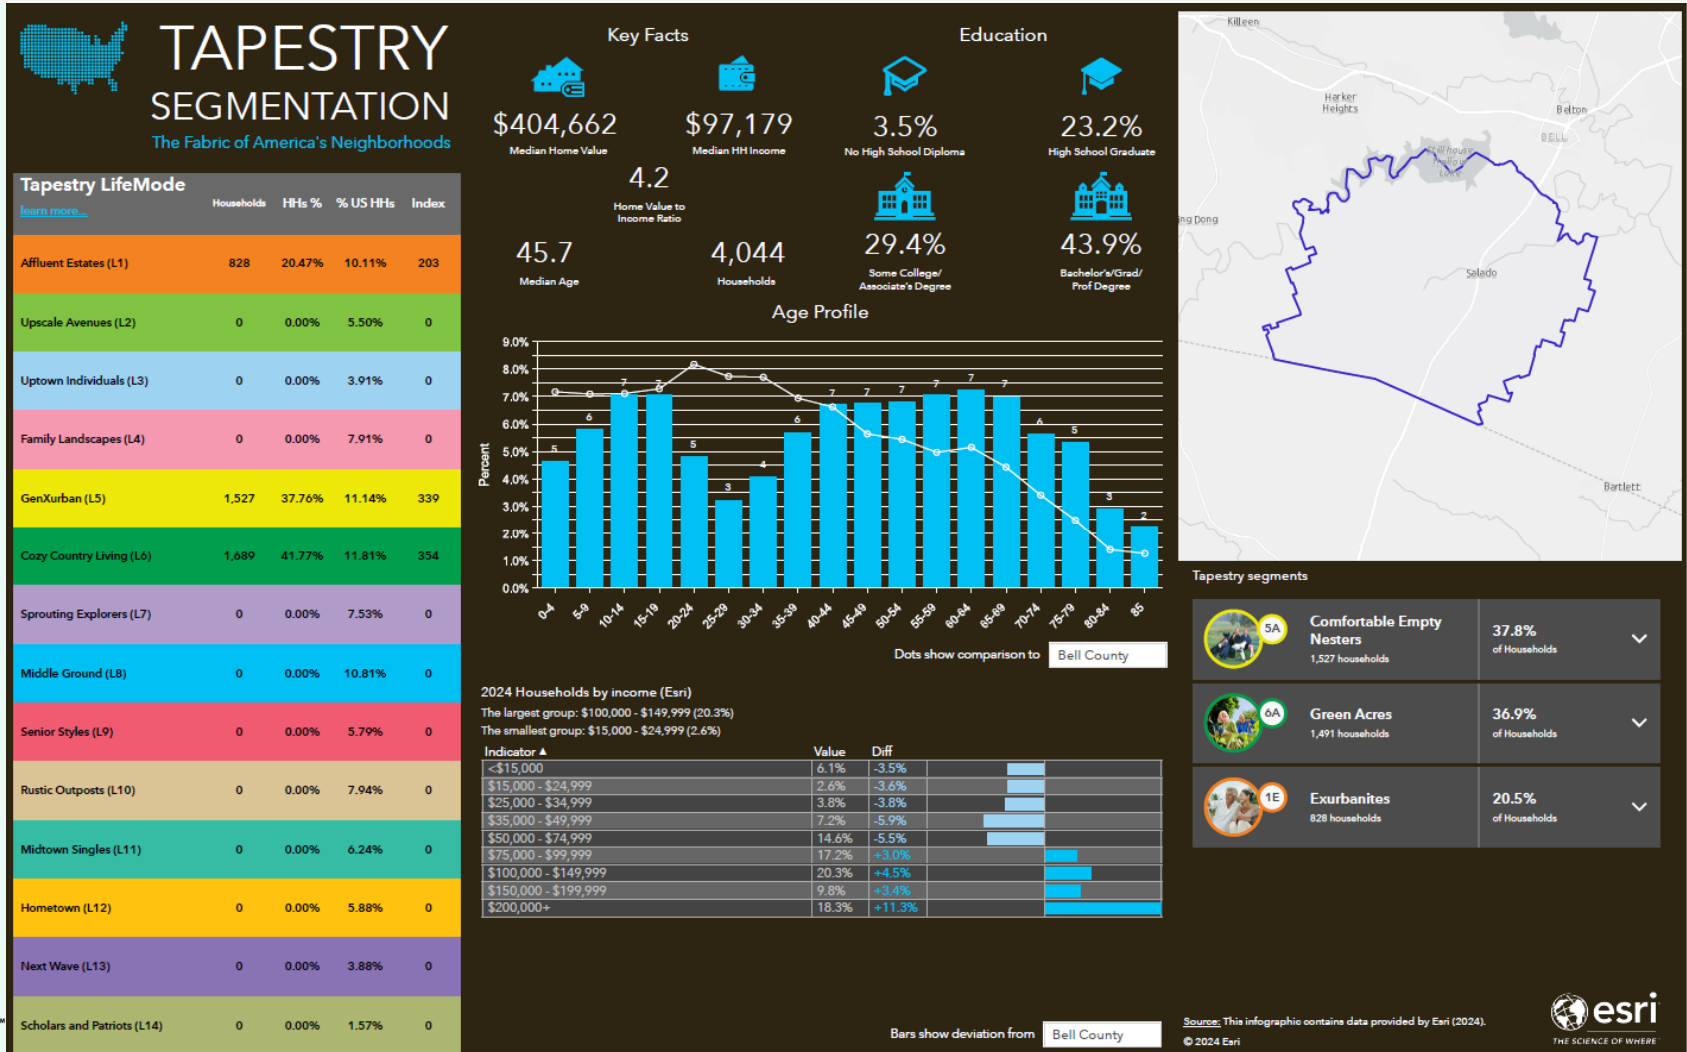 TAPESTRY
SEGMENTATION
The Fabric of America's Neighborhoods
Tapestry LifeMode
learn more...
Households HHs % % US HHs Index
Affluent Estates (L1) 828 20.47% 10.11% 203
Upscale Avenues (L2) 0 0.00% 5.50% 0
Uptown Individuals (L3) 0 0.00% 3.91% 0
Family Landscapes (L4) 0 0.00% 7.91% 0
GenXurban (L5) 1,527 37.76% 11.14% 339
Cozy Country Living (L6) 1,689 41.77% 11.81% 354
Sprouting Explorers (L7) 0 0.00% 7.53% 0
Middle Ground (L8) 0 0.00% 10.81% 0
Senior Styles (L9) 0 0.00% 5.79% 0
Rustic Outposts (L10) 0 0.00% 7.94% 0
Midtown Singles (L11) 0 0.00% 6.24% 0
Hometown (L12) 0 0.00% 5.88% 0
Next Wave (L13) 0 0.00% 3.88% 0
Scholars and Patriots (L14) 0 0.00% 1.57% 0
Key Facts
$404,662 $97,179
Median Home Value Median HH Income
4.2
Home Value to
Income Ratio
45.7 4,044
Median Age Households
Education
3.5% 23.2%
No High School Diploma High School Graduate
29.4% 43.9%
Some College/ Bachelor's/Grad/
Associate's Degree Prof Degree
Age Profile
Percent
9.0%
8.0%
7.0%
6.0%
5.0%
4.0%
3.0%
2.0%
1.0%
0.0%
5 6 7 7 5 3 4 6 7 7 7 7 7 7 6 5 3 2
0-4 5-9 10-14 15-19 20-24 25-29 30-34 35-39 40-44 45-49 50-54 55-59 60-64 65-69 70-74 75-79 80-84 85
Dots show comparison to Bell County
2024 Households by income (Esri)
The largest group: $100,000 - $149,999 (20.3%)
The smallest group: $15,000 - $24,999 (2.6%)
Indicator ▲ Value Diff
<$15,000 6.1% -3.5%
$15,000 - $24,999 2.6% -3.6%
$25,000 - $34,999 3.8% -3.8%
$35,000 - $49,999 7.2% -5.9%
$50,000 - $74,999 14.6% -5.5%
$75,000 - $99,999 17.2% +3.0%
$100,000 - $149,999 20.3% +4.5%
$150,000 - $199,999 9.8% +3.4%
$200,000+ 18.3% +11.3%
Bars show deviation from Bell County
Killeen
Harker
Heights
Belton
BELL
Stillhouse
Hollow
Lake
ing Dong
Salado
Bartlett
Tapestry segments
5A
Comfortable Empty
Nesters
1,527 households
37.8%
of Households
6A
Green Acres
1,491 households
36.9%
of Households
1E
Exurbanites
828 households
20.5%
of Households
Source: This infographic contains data provided by Esri (2024).
© 2024 Esri
esri
THE SCIENCE OF WHERE